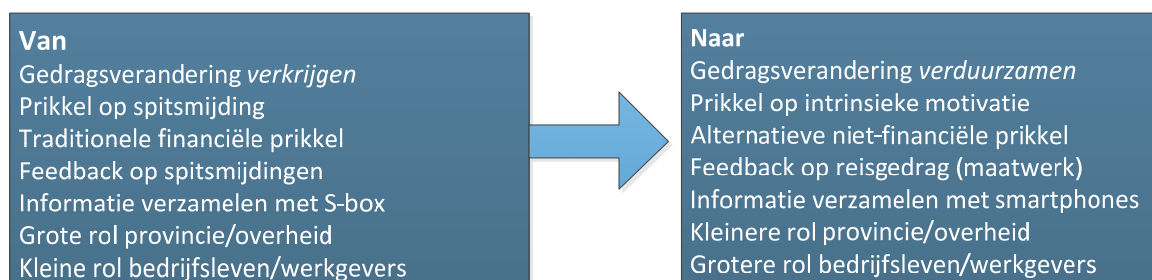 Van
Gedragsverandering verkrijgen
Prikkel op spitsmijding
Traditionele financiële prikkel
Feedback op spitsmijdingen
Informatie verzamelen met S-box
Grote rol provincie/overheid
Kleine rol bedrijfsleven/werkgevers
Naar
Gedragsverandering verduurzamen
Prikkel op intrinsieke motivatie
Alternatieve niet-financiële prikkel
Feedback op reisgedrag (maatwerk)
Informatie verzamelen met smartphones
Kleinere rol provincie/overheid
Grotere rol bedrijfsleven/werkgevers